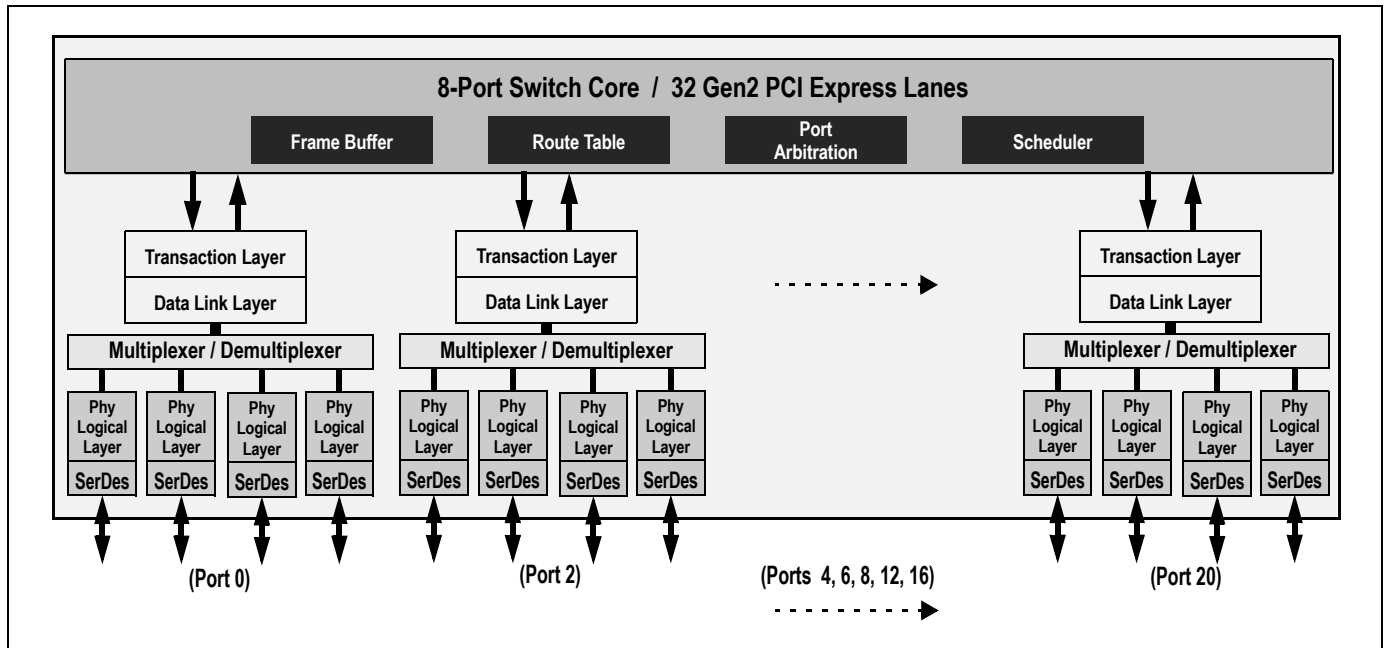 8-Port Switch Core / 32 Gen2 PCI Express Lanes
Frame Buffer
Route Table
Port
Arbitration
Scheduler
Transaction Layer
Data Link Layer
Multiplexer / Demultiplexer
Phy
Logical
Layer
SerDes
Phy
Logical
Layer
SerDes
Phy
Logical
Layer
SerDes
Phy
Logical
Layer
SerDes
(Port 0)
Transaction Layer
Data Link Layer
Multiplexer / Demultiplexer
Phy
Logical
Layer
SerDes
Phy
Logical
Layer
SerDes
Phy
Logical
Layer
SerDes
Phy
Logical
Layer
SerDes
(Port 2)
(Ports 4, 6, 8, 12, 16)
Transaction Layer
Data Link Layer
Multiplexer / Demultiplexer
Phy
Logical
Layer
SerDes
Phy
Logical
Layer
SerDes
Phy
Logical
Layer
SerDes
Phy
Logical
Layer
SerDes
(Port 20)